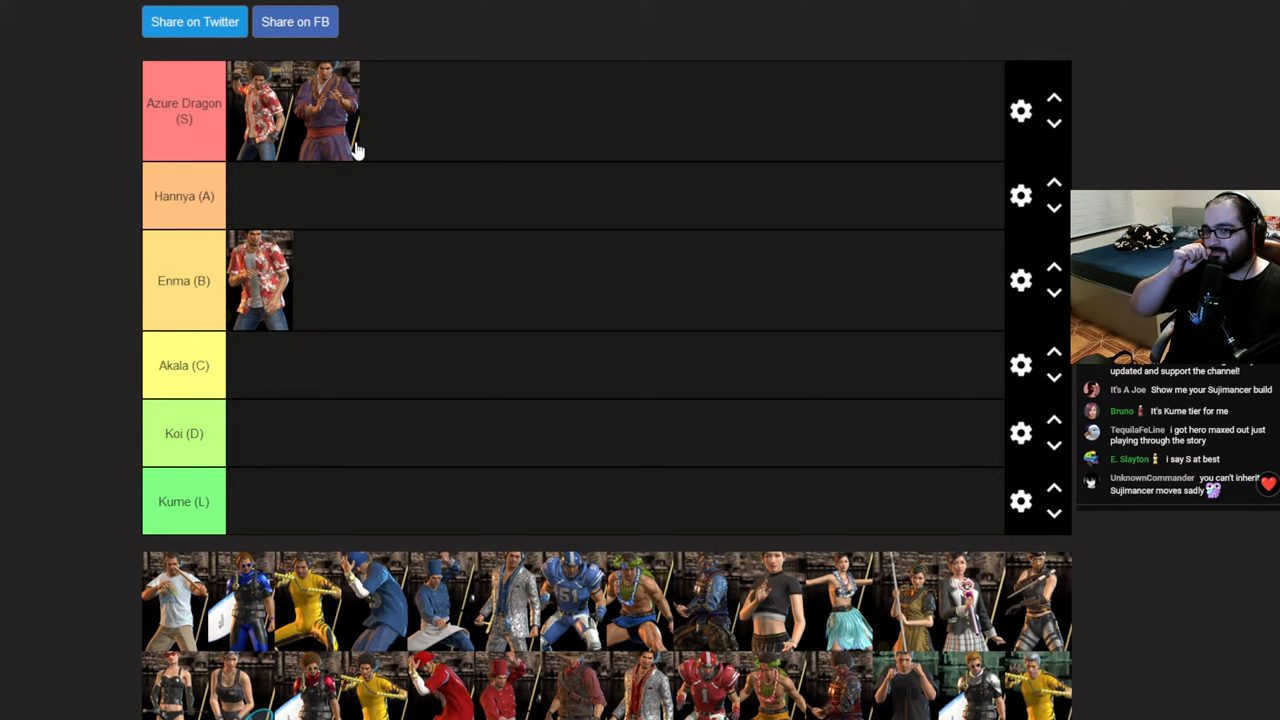 Share on Twitter
Share on FB
Azure Dragon
(S)
Hannya (A)
Enma (B)
Akala (C)
Koi (D)
Kume (L)
updated and support the channel!
It's A Joe Show me your Sujimancer build
Bruno It's Kume tier for me
TequilaFeLine i got hero maxed out just
playing through the story
E. Slayton i say S at best
UnknownCommander you can't inherit
Sujimancer moves sadly
51
1